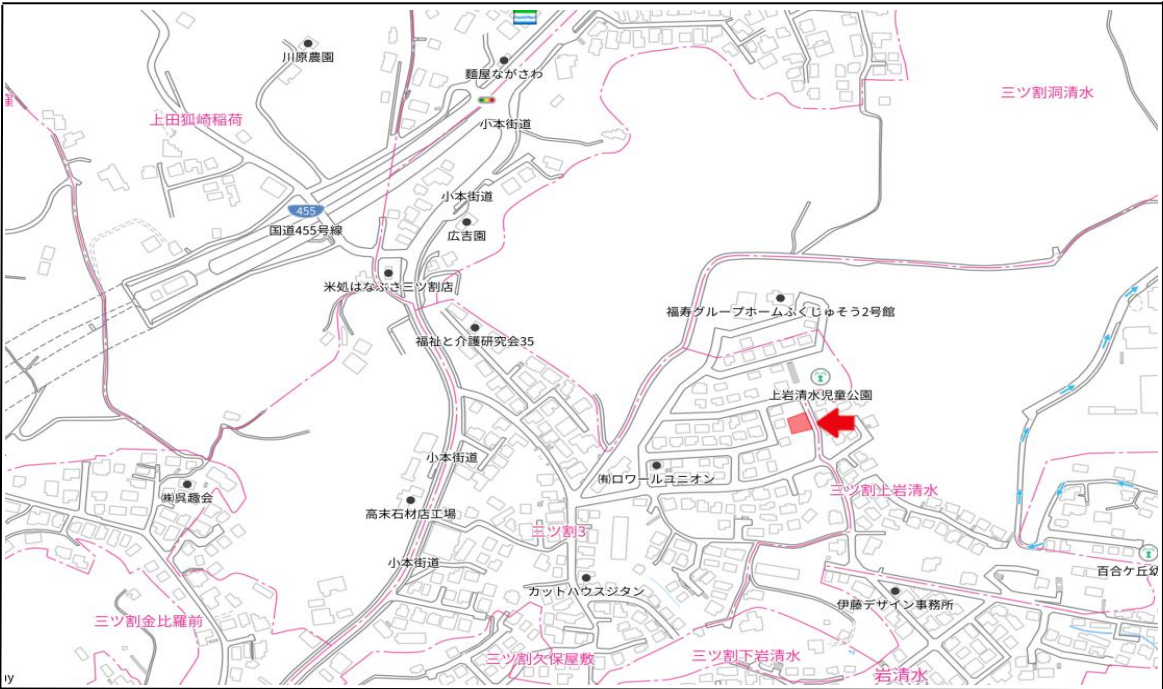 川原農園
麵屋ながさわ
三ツ割洞清水
上田狐崎稲荷
小本街道
小本街道
455
国道455号線
広吉園
米処はなぶさ三ツ割店
福寿グループホームふくじゅそう2号館
福祉と介護研究会35
上岩清水児童公園
小本街道
㈲ロワールユニオン
三ツ割上岩清水
㈱呉趣会
高末石材店工場
三ツ割3
小本街道
百合ケ丘幼
カットハウスジタン
伊藤デザイン事務所
三ツ割金比羅前
三ツ割久保屋敷
三ツ割下岩清水
岩清水